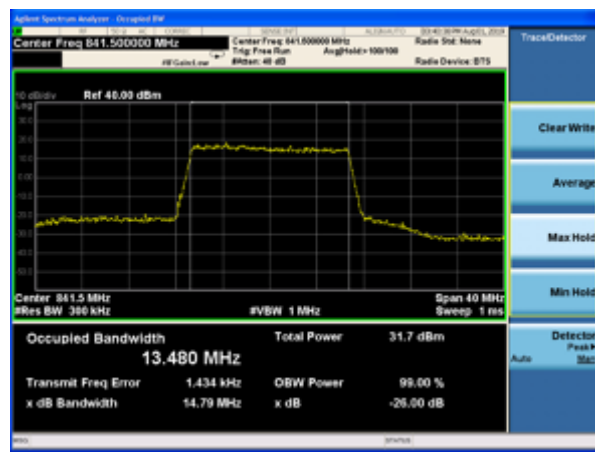 Agilent Spectrum Analyzer - Occupied BW
Center Freq 841.500000 MHz
Center Freq: 841.500000 MHz
Trig: Free Run
Avg|Hold:> 100/100
#IFGain:Low
#Atten: 40 dB
Radio Std: None
Radio Device: BTS
Trace/Detector
10 dB/div
Ref 40.00 dBm
Log
Clear Write
Average
Max Hold
Min Hold
Detector
Peak
Auto
Man
Center 841.5 MHz
Span 40 MHz
#Res BW 300 kHz
#VBW 1 MHz
Sweep 1 ms
Occupied Bandwidth
Total Power
31.7 dBm
13.480 MHz
Transmit Freq Error
1.434 kHz
OBW Power
99.00 %
x dB Bandwidth
14.79 MHz
x dB
-26.00 dB
MSG
STATUS